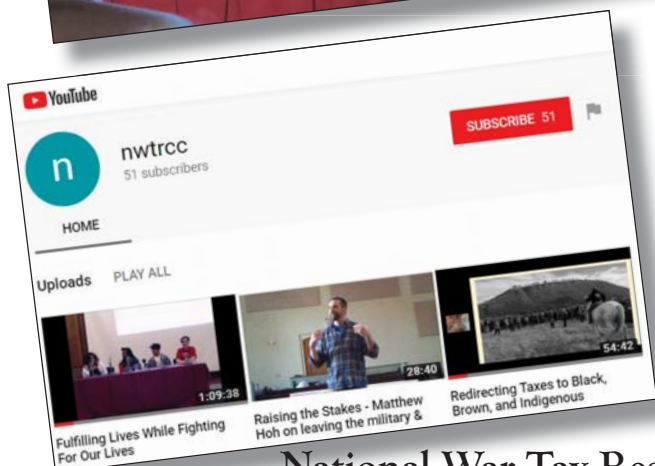 YouTube
n
nwtrcc
51 subscribers
SUBSCRIBE 51
HOME
Uploads PLAY ALL
1:09:38
28:40
54:42
Fulfilling Lives While Fighting
For Our Lives
Raising the Stakes - Matthew
Hoh on leaving the military &
Redirecting Taxes to Black,
Brown, and Indigenous
National War Tax